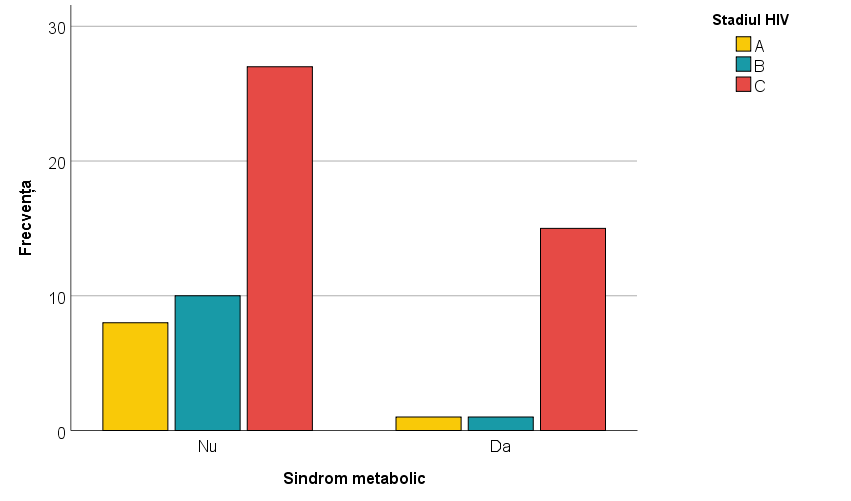 Stadiul HIV
A
B
C
30
20
10
0
Frecvența
Nu
Da
Sindrom metabolic